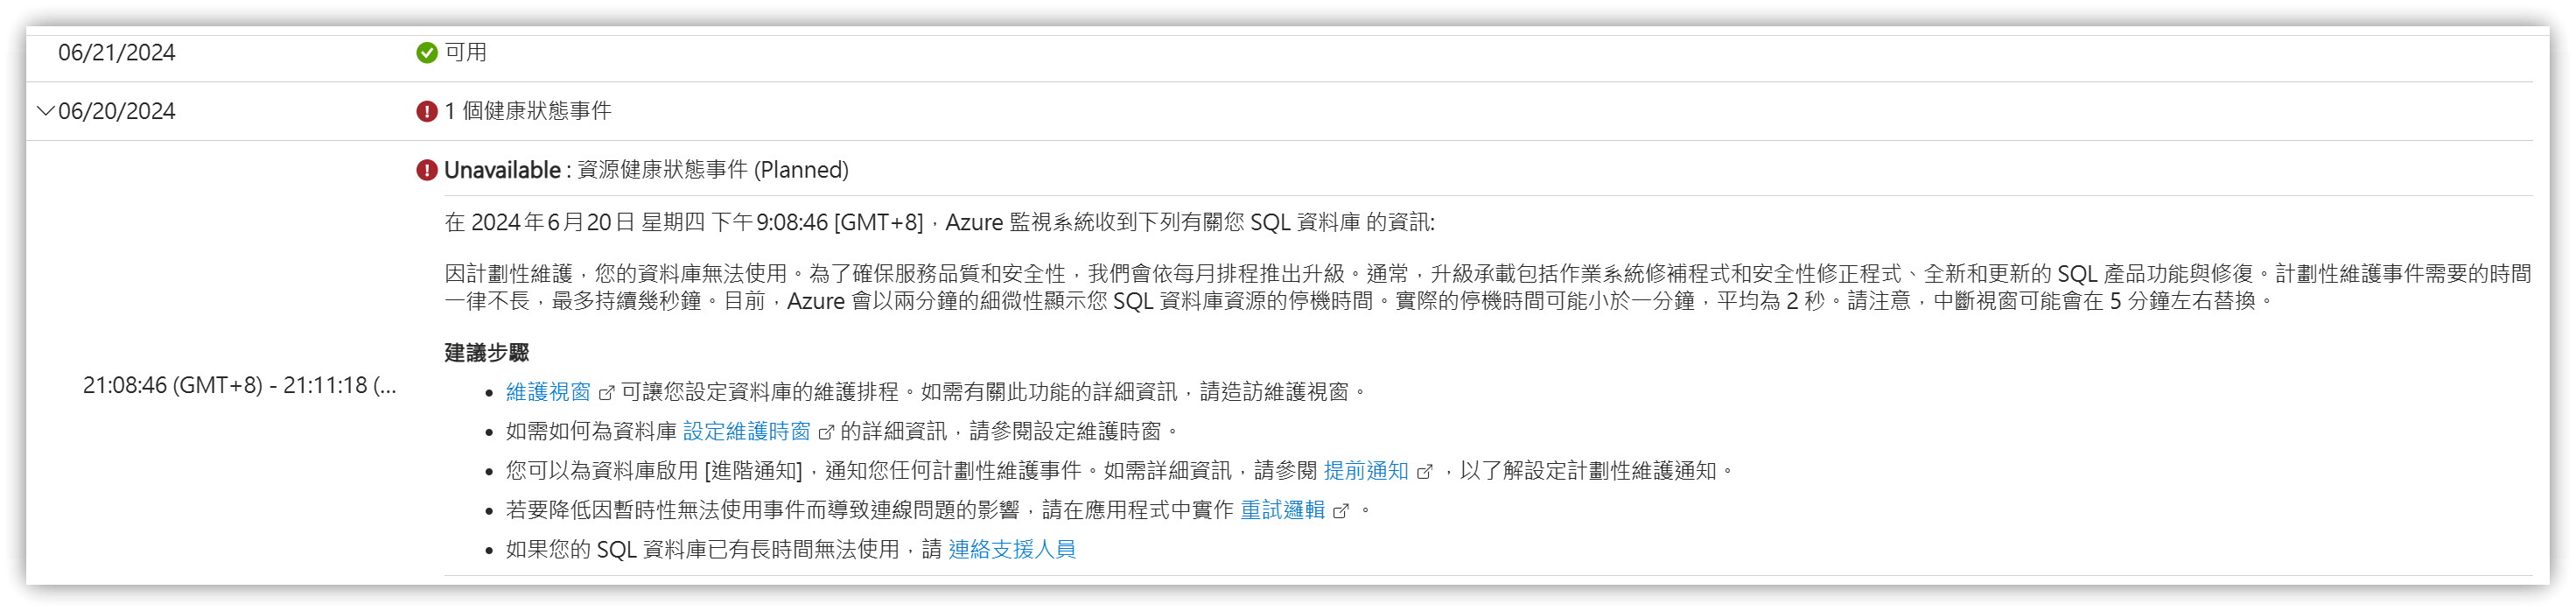 06/21/2024 可用
06/20/2024 1 個健康狀態事件
Unavailable : 資源健康狀態事件 (Planned)
在 2024年6月20日 星期四 下午9:08:46 [GMT+8]，Azure 監視系統收到下列有關您 SQL 資料庫 的資訊:
因計劃性維護，您的資料庫無法使用。為了確保服務品質和安全性，我們會依每月排程推出升級。通常，升級承載包括作業系統修補程式和安全性修正程式、全新和更新的 SQL 產品功能與修復。計劃性維護事件需要的時間
一律不長，最多持續幾秒鐘。目前，Azure 會以兩分鐘的細微性顯示您 SQL 資料庫資源的停機時間。實際的停機時間可能小於一分鐘，平均為 2 秒。請注意，中斷視窗可能會在 5 分鐘左右替換。
建議步驟
21:08:46 (GMT+8) - 21:11:18 (...
• 維護視窗 可讓您設定資料庫的維護排程。如需有關此功能的詳細資訊，請造訪維護視窗。
• 如需如何為資料庫 設定維護時窗 的詳細資訊，請參閱設定維護時窗。
• 您可以為資料庫啟用 [進階通知]，通知您任何計劃性維護事件。如需詳細資訊，請參閱 提前通知 ，以了解設定計劃性維護通知。
• 若要降低因暫時性無法使用事件而導致連線問題的影響，請在應用程式中實作 重試邏輯 。
• 如果您的 SQL 資料庫已有長時間無法使用，請 連絡支援人員